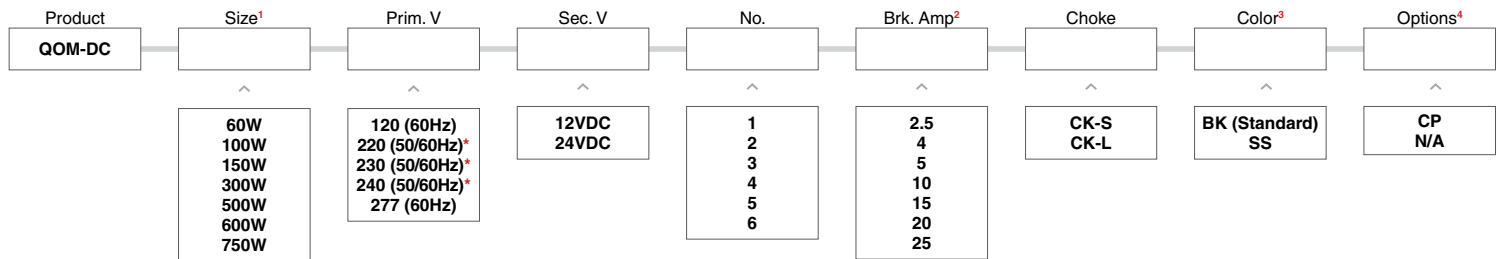 Product Size¹ Prim. V Sec. V No. Brk. Amp² Choke Color³ Options⁴
QOM-DC
60W 120 (60Hz) 12VDC 1 2.5 CK-S BK (Standard) CP
100W 220 (50/60Hz)* 24VDC 2 4 CK-L SS N/A
150W 230 (50/60Hz)* 3 5
300W 240 (50/60Hz)* 4 10
500W 277 (60Hz) 5 15
600W 6 20
750W 25